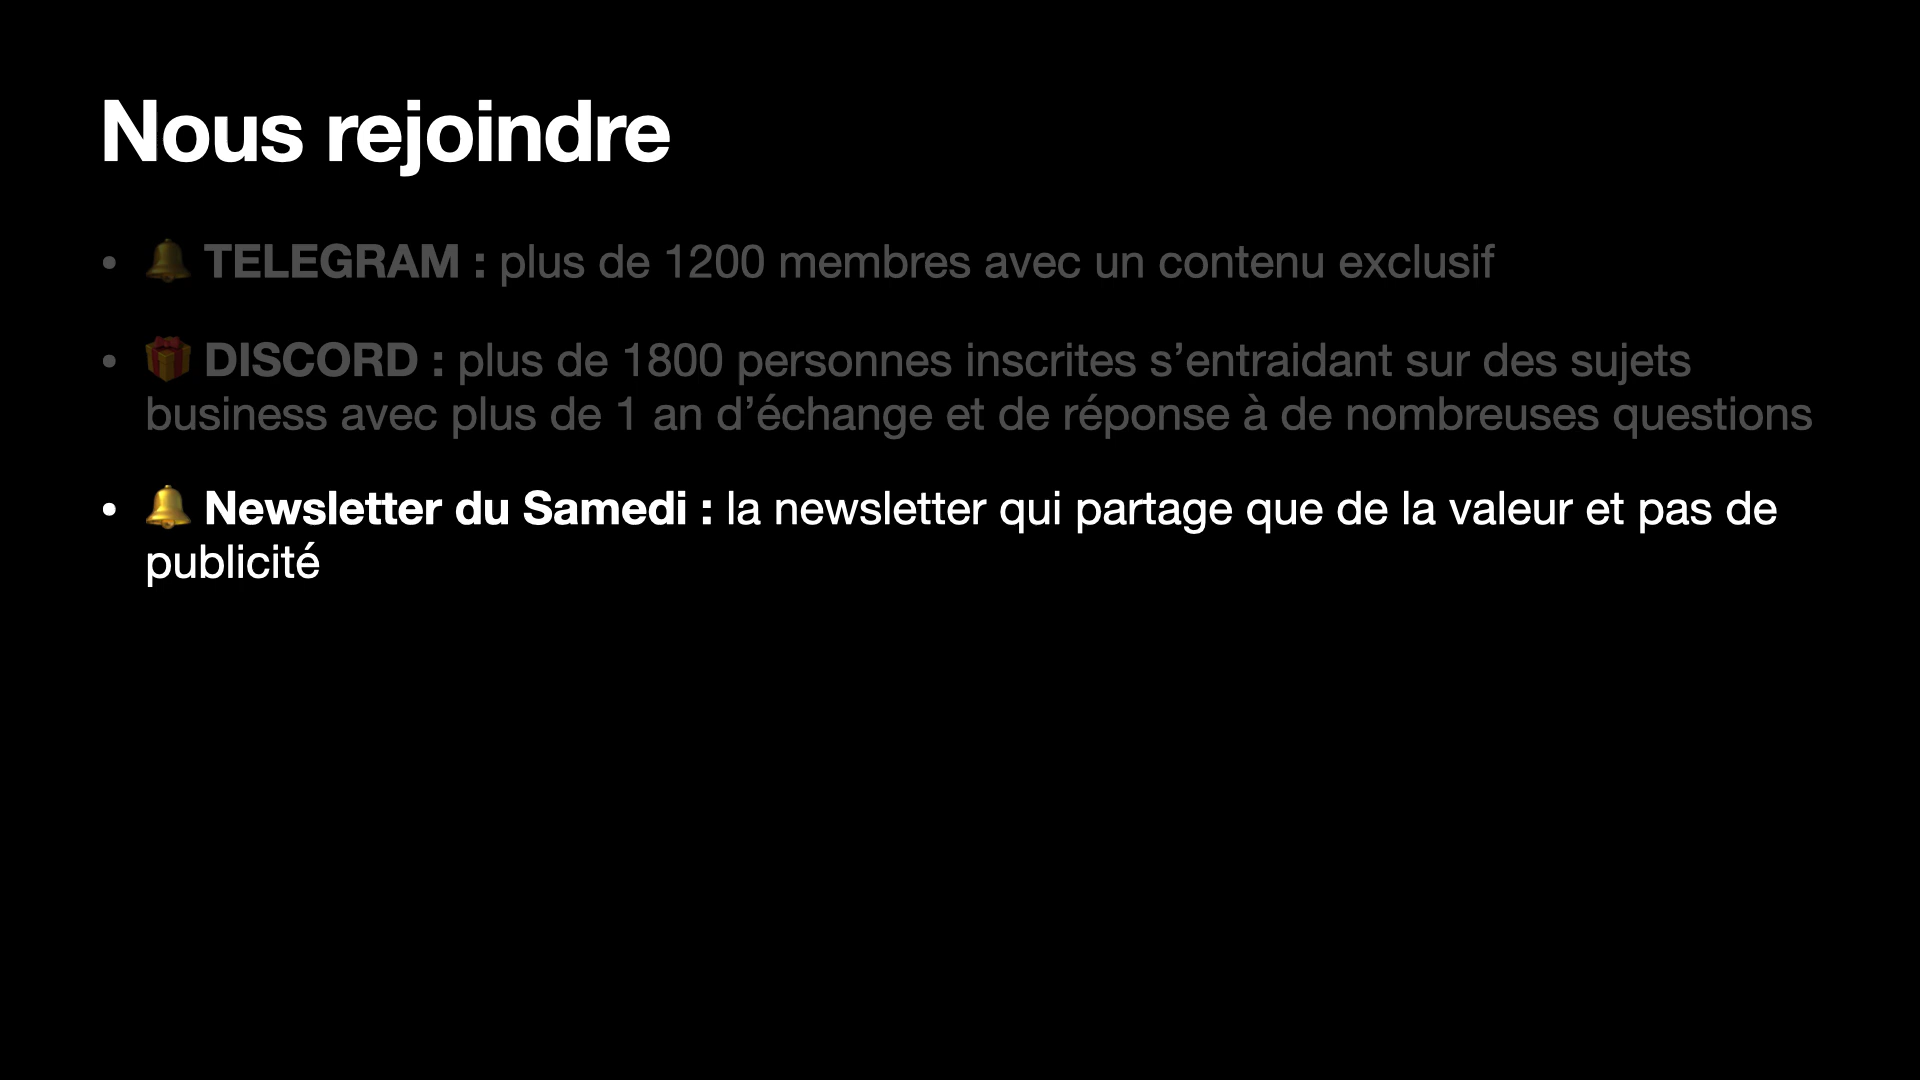 Nous rejoindre
• 🔔 TELEGRAM : plus de 1200 membres avec un contenu exclusif
• 🎁 DISCORD : plus de 1800 personnes inscrites s’entraidant sur des sujets
business avec plus de 1 an d’échange et de réponse à de nombreuses questions
• 🔔 Newsletter du Samedi : la newsletter qui partage que de la valeur et pas de
publicité